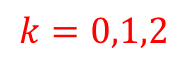 k = 0,1,2